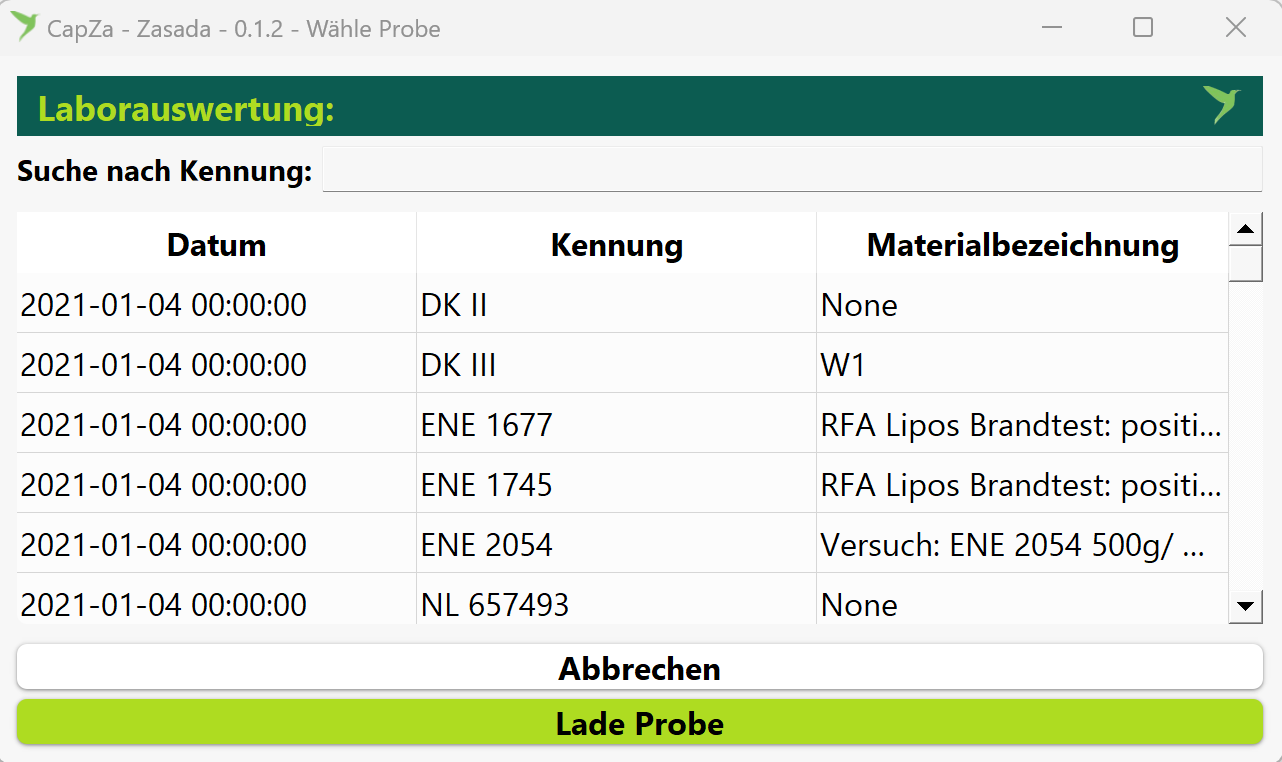 CapZa - Zasada - 0.1.2 - Wähle Probe
Laborauswertung:
Suche nach Kennung:
Datum Kennung Materialbezeichnung
2021-01-04 00:00:00 DK II None
2021-01-04 00:00:00 DK III W1
2021-01-04 00:00:00 ENE 1677 RFA Lipos Brandtest: positi...
2021-01-04 00:00:00 ENE 1745 RFA Lipos Brandtest: positi...
2021-01-04 00:00:00 ENE 2054 Versuch: ENE 2054 500g/ ...
2021-01-04 00:00:00 NL 657493 None
Abbrechen
Lade Probe